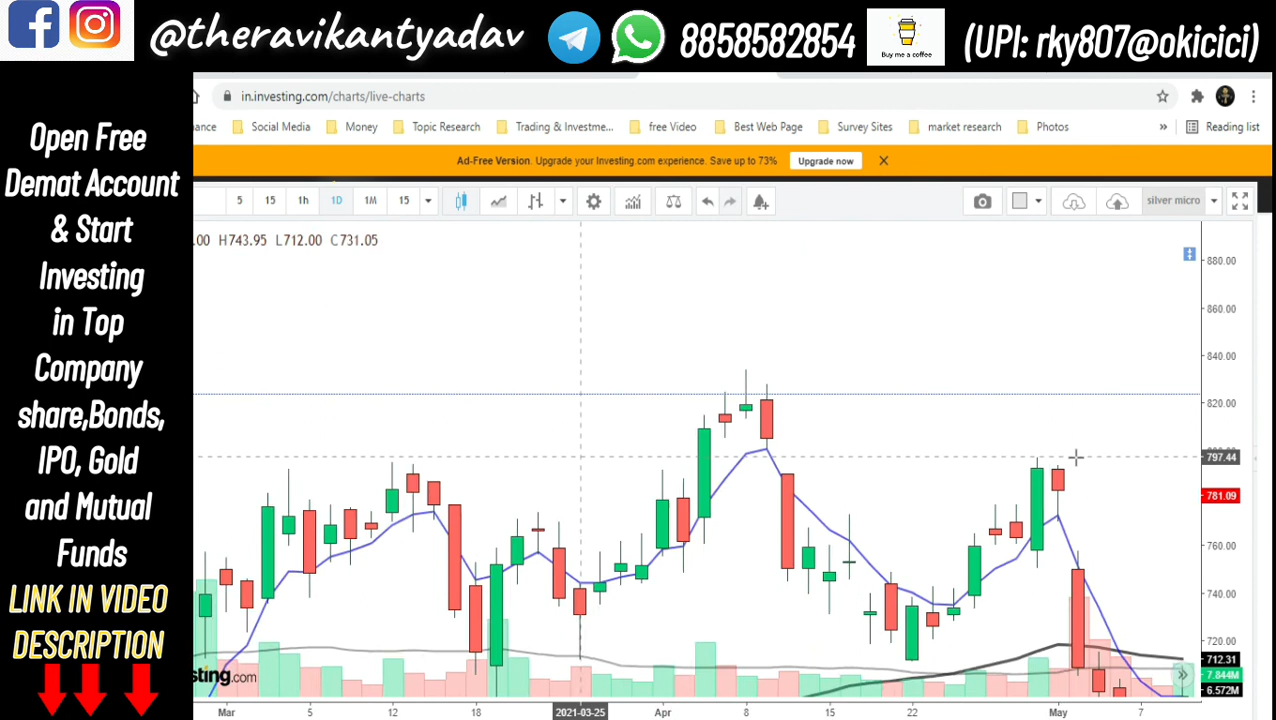 @theravikantyadav
8858582854
Buy me a coffee
(UPI: rky807@okicici)
Open Free
Demat Account
& Start
Investing
in Top
Company
share,Bonds,
IPO, Gold
and Mutual
Funds
LINK IN VIDEO
DESCRIPTION
in.investing.com/charts/live-charts
Social Media Money Topic Research Trading & Investme... free Video Best Web Page Survey Sites market research Photos » Reading list
Ad-Free Version. Upgrade your Investing.com experience. Save up to 73% Upgrade now
5 15 1h 1D 1M 15 silver micro
.00 H743.95 L712.00 C731.05
880.00
860.00
840.00
820.00
797.44
781.09
760.00
740.00
720.00
712.31
7.844M
6.572M
sting.com
Mar 5 12 18 2021-03-25 Apr 8 15 22 May 7